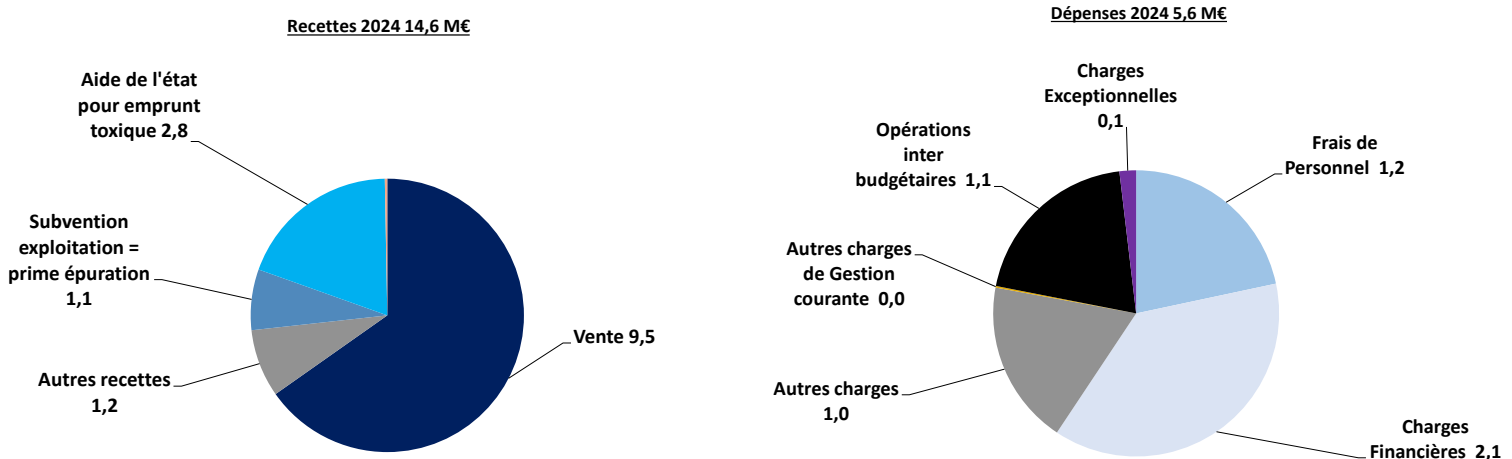 Recettes 2024 14,6 M€
Aide de l'état
pour emprunt
toxique 2,8
Subvention
exploitation =
prime épuration
1,1
Autres recettes
1,2
Vente 9,5
Dépenses 2024 5,6 M€
Charges
Exceptionnelles
0,1
Opérations
inter
budgétaires 1,1
Frais de
Personnel 1,2
Autres charges
de Gestion
courante 0,0
Autres charges
1,0
Charges
Financières 2,1